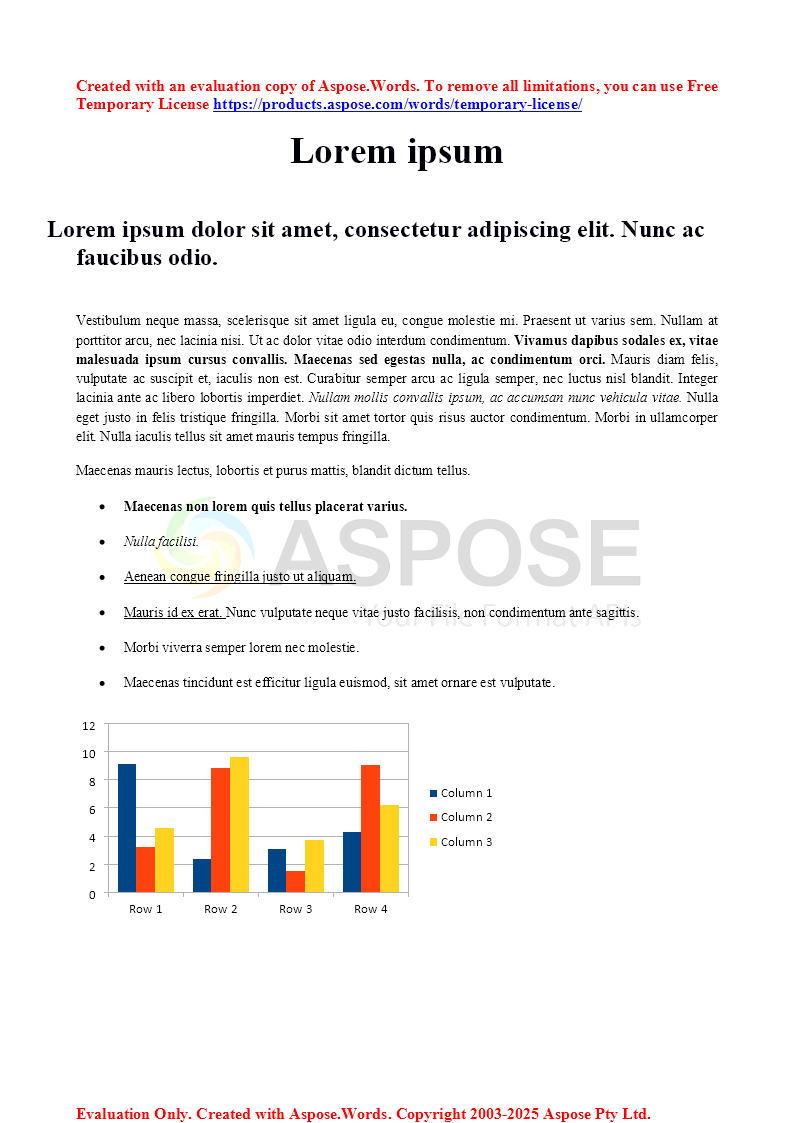 Created with an evaluation copy of Aspose.Words. To remove all limitations, you can use Free
Temporary License https://products.aspose.com/words/temporary-license/
Lorem ipsum
Lorem ipsum dolor sit amet, consectetur adipiscing elit. Nunc ac
faucibus odio.
Vestibulum neque massa, scelerisque sit amet ligula eu, congue molestie mi. Praesent ut varius sem. Nullam at
porttitor arcu, nec lacinia nisi. Ut ac dolor vitae odio interdum condimentum. Vivamus dapibus sodales ex, vitae
malesuada ipsum cursus convallis. Maecenas sed egestas nulla, ac condimentum orci. Mauris diam felis,
vulputate ac suscipit et, iaculis non est. Curabitur semper arcu ac ligula semper, nec luctus nisl blandit. Integer
lacinia ante ac libero lobortis imperdiet. Nullam mollis convallis ipsum, ac accumsan nunc vehicula vitae. Nulla
eget justo in felis tristique fringilla. Morbi sit amet tortor quis risus auctor condimentum. Morbi in ullamcorper
elit. Nulla iaculis tellus sit amet mauris tempus fringilla.
Maecenas mauris lectus, lobortis et purus mattis, blandit dictum tellus.
• Maecenas non lorem quis tellus placerat varius.
• Nulla facilisi.
ASPOSE
• Aenean congue fringilla justo ut aliquam.
• Mauris id ex erat. Nunc vulputate neque vitae justo facilisis, non condimentum ante sagittis.
Your File Format APIs
• Morbi viverra semper lorem nec molestie.
• Maecenas tincidunt est efficitur ligula euismod, sit amet ornare est vulputate.
12
10
8
6
4
2
0
Row 1 Row 2 Row 3 Row 4
Column 1
Column 2
Column 3
Evaluation Only. Created with Aspose.Words. Copyright 2003-2025 Aspose Pty Ltd.